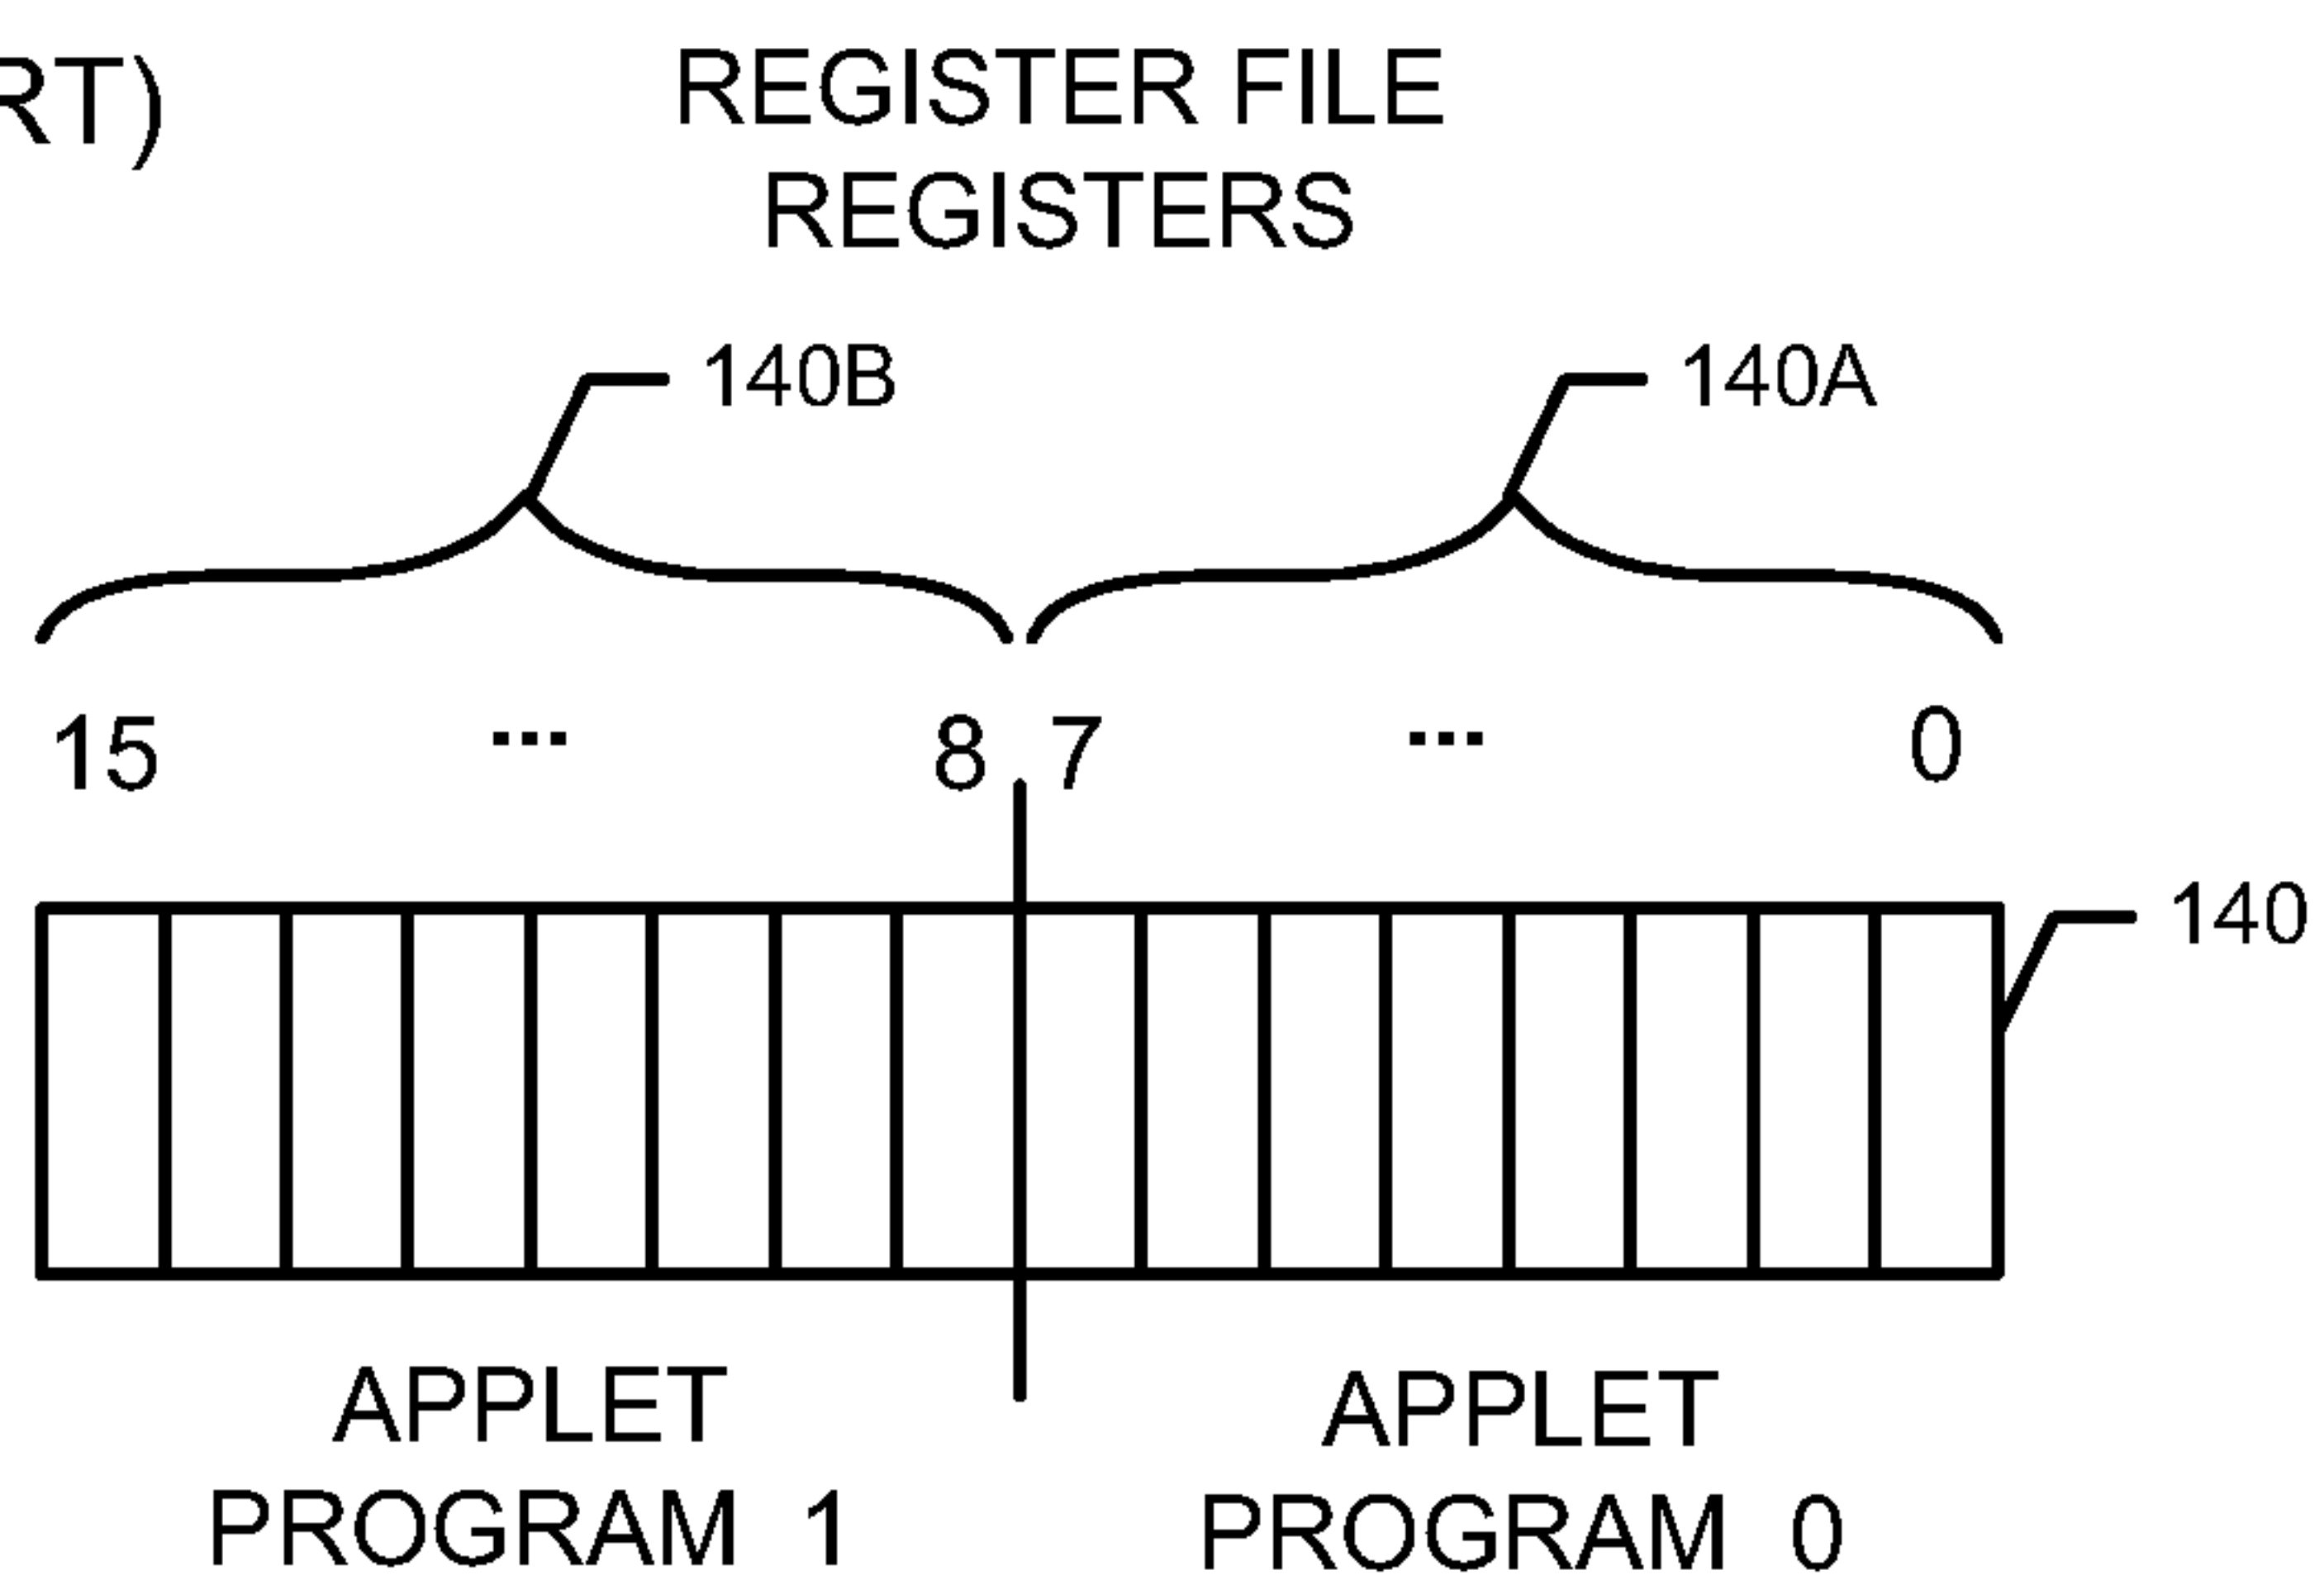 RT)
REGISTER FILE
REGISTERS
140B
140A
15 ... 8 7 ... 0
140
APPLET
PROGRAM 1
APPLET
PROGRAM 0